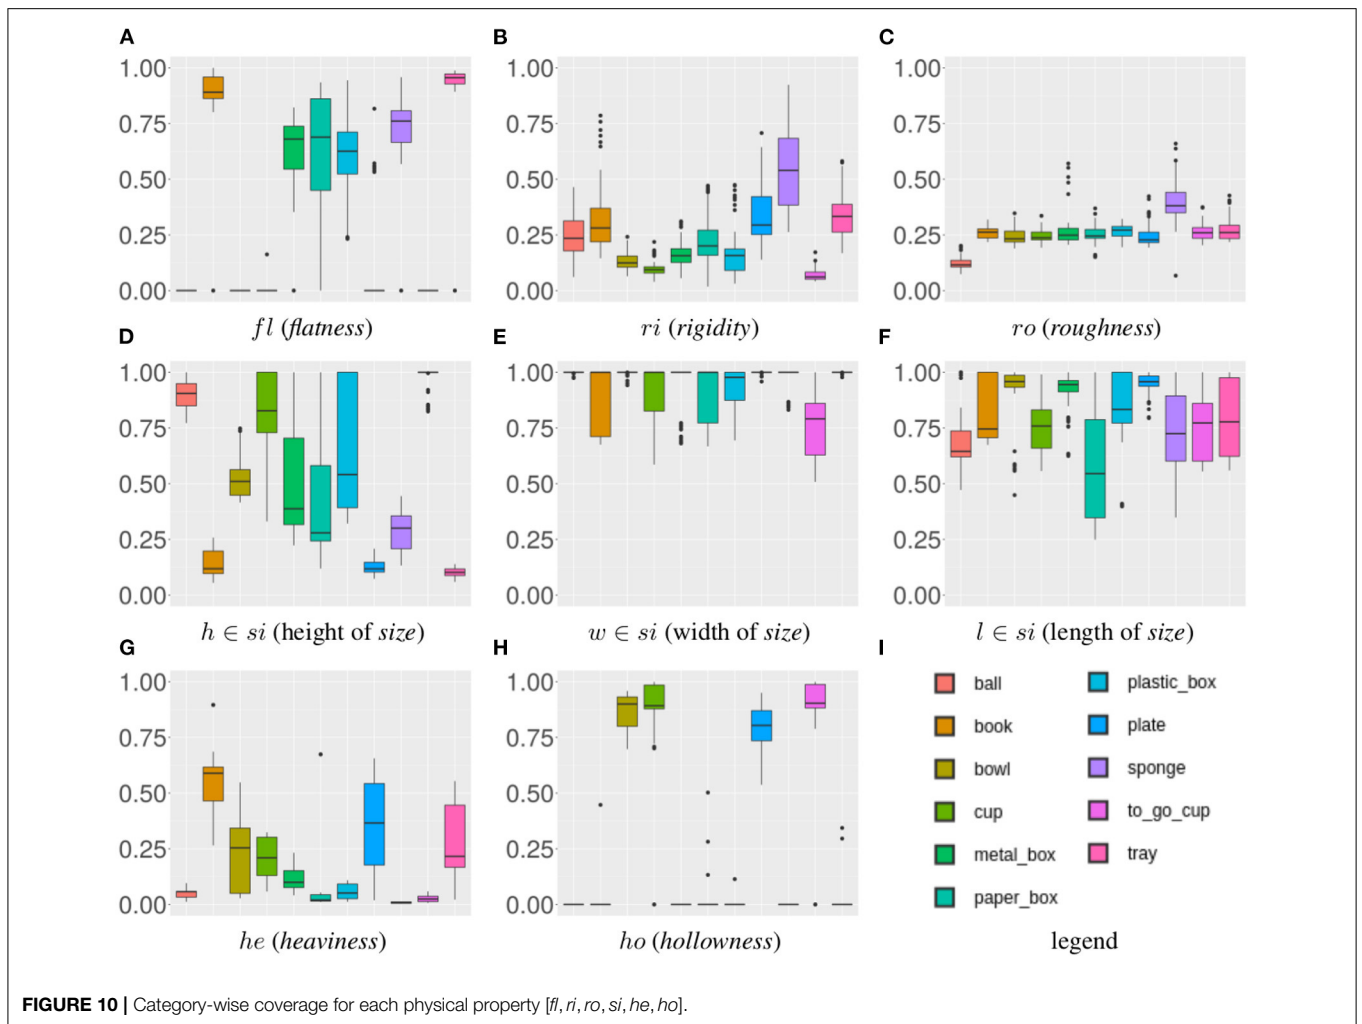 A B C
1.00 1.00 1.00
0.75 0.75 0.75
0.50 0.50 0.50
0.25 0.25 0.25
0.00 0.00 0.00
fl (flatness) ri (rigidity) ro (roughness)
D E F
1.00 1.00 1.00
0.75 0.75 0.75
0.50 0.50 0.50
0.25 0.25 0.25
0.00 0.00 0.00
h ∈ si (height of size) w ∈ si (width of size) l ∈ si (length of size)
G H I
1.00 1.00 ball plastic_box
0.75 0.75 book plate
0.50 0.50 bowl sponge
0.25 0.25 cup to_go_cup
0.00 0.00 metal_box tray
paper_box
he (heaviness) ho (hollowness) legend
FIGURE 10 | Category-wise coverage for each physical property [fl, ri, ro, si, he, ho].